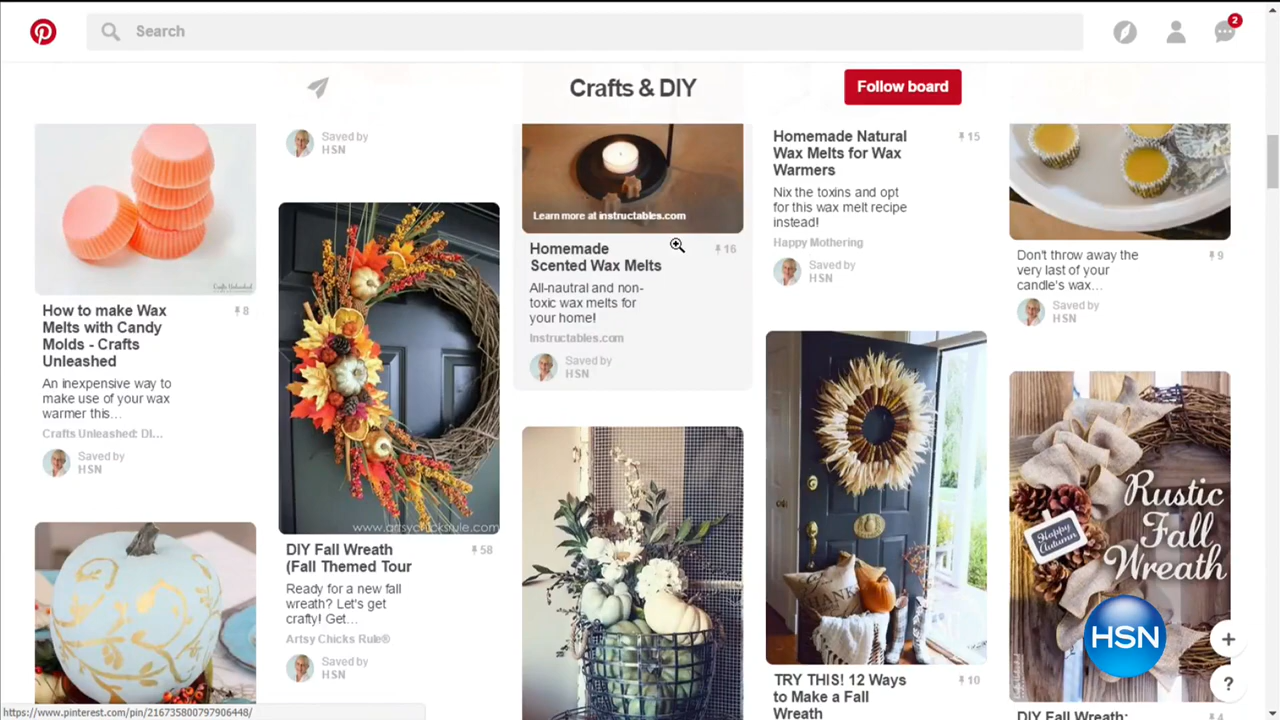 Search
2
Crafts & DIY
Follow board
Crafts Unleashed
How to make Wax
Melts with Candy
Molds - Crafts
Unleashed
8
An inexpensive way to
make use of your wax
warmer this...
Crafts Unleashed: DI...
Saved by
HSN
Saved by
HSN
www.artsychicksrule.com
DIY Fall Wreath
(Fall Themed Tour
58
Ready for a new fall
wreath? Let's get
crafty! Get...
Artsy Chicks Rule®
Saved by
HSN
Learn more at instructables.com
Homemade
Scented Wax Melts
16
All-nautral and non-
toxic wax melts for
your home!
Instructables.com
Saved by
HSN
Homemade Natural
Wax Melts for Wax
Warmers
15
Nix the toxins and opt
for this wax melt recipe
instead!
Happy Mothering
Saved by
HSN
TRY THIS! 12 Ways
to Make a Fall
Wreath
10
Don't throw away the
very last of your
candle's wax...
9
Saved by
HSN
Happy
Autumn
Rustic
Fall
Wreath
DIY Fall Wreath:
4
HSN
+
?
https://www.pinterest.com/pin/216735800797906448/